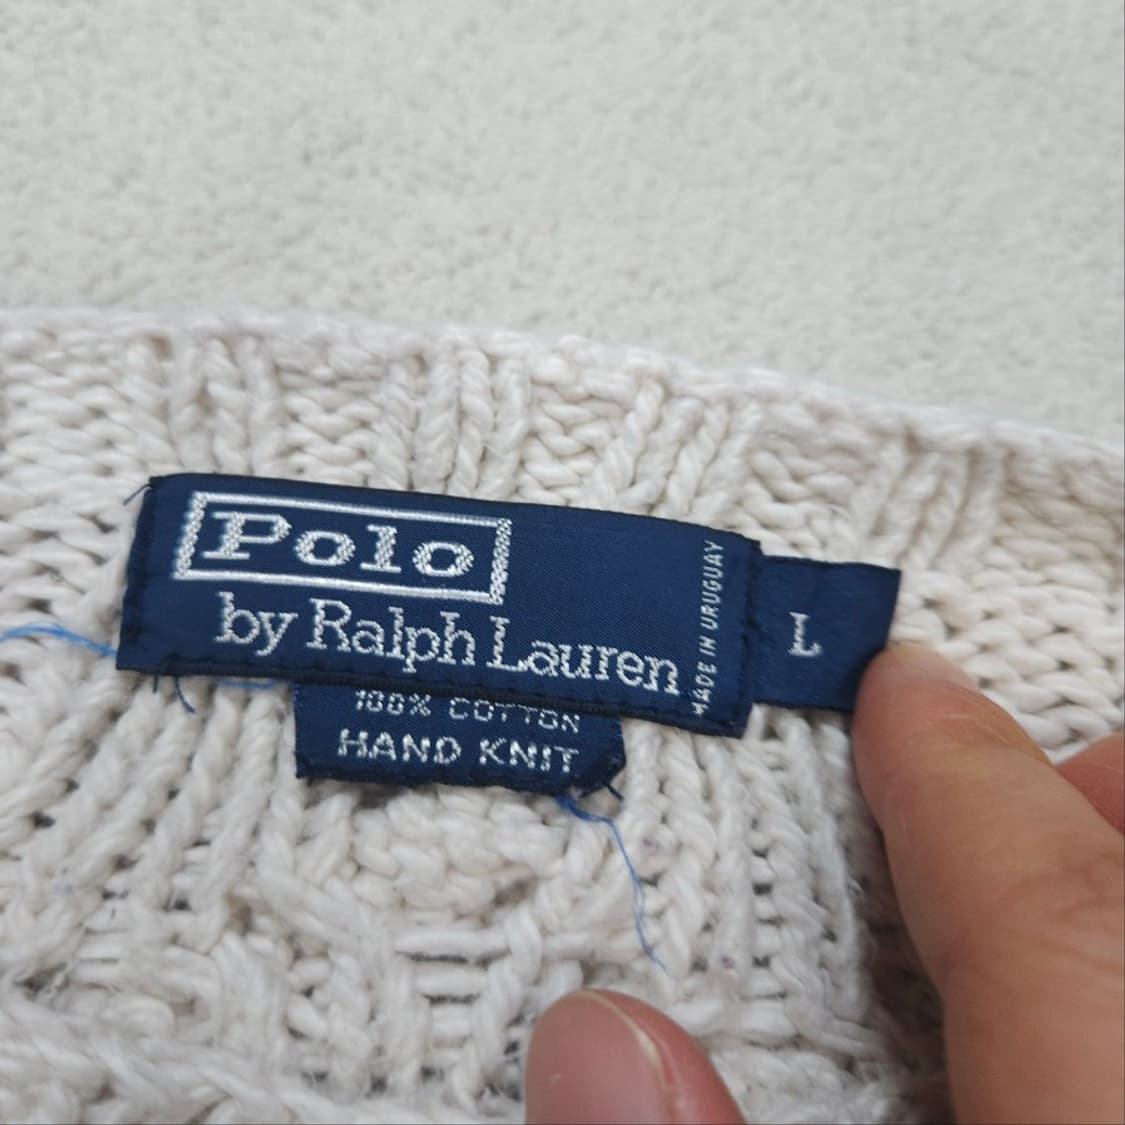 Polo
by Ralph Lauren
MADE IN URUGUAY
L
100% COTTON
HAND KNIT